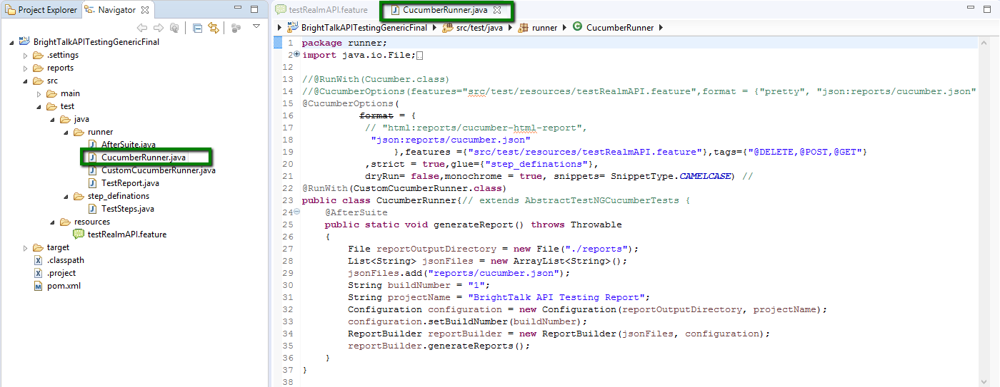 Project Explorer
Navigator
BrightTalkAPITestingGenericFinal
.settings
reports
src
main
test
java
runner
AfterSuite.java
CucumberRunner.java
CustomCucumberRunner.java
TestReport.java
step_definations
TestSteps.java
resources
testRealmAPI.feature
target
.classpath
.project
pom.xml
testRealmAPI.feature
CucumberRunner.java
BrightTalkAPITestingGenericFinal
src/test/java
runner
CucumberRunner
1 package runner;
2 import java.io.File;
12
13 //@RunWith(Cucumber.class)
14 //@CucumberOptions(features="src/test/resources/testRealmAPI.feature",format = {"pretty", "json:reports/cucumber.json"
15 @CucumberOptions(
16 format = {
17 // "html:reports/cucumber-html-report",
18 "json:reports/cucumber.json"
19 },features ={"src/test/resources/testRealmAPI.feature"},tags={"@DELETE,@POST,@GET"}
20 ,strict = true,glue={"step_definations"},
21 dryRun= false,monochrome = true, snippets= SnippetType.CAMELCASE) //
22 @RunWith(CustomCucumberRunner.class)
23 public class CucumberRunner{// extends AbstractTestNGCucumberTests {
24 @AfterSuite
25 public static void generateReport() throws Throwable
26 {
27 File reportOutputDirectory = new File("./reports");
28 List<String> jsonFiles = new ArrayList<String>();
29 jsonFiles.add("reports/cucumber.json");
30 String buildNumber = "1";
31 String projectName = "BrightTalk API Testing Report";
32 Configuration configuration = new Configuration(reportOutputDirectory, projectName);
33 configuration.setBuildNumber(buildNumber);
34 ReportBuilder reportBuilder = new ReportBuilder(jsonFiles, configuration);
35 reportBuilder.generateReports();
36 }
37 }
38